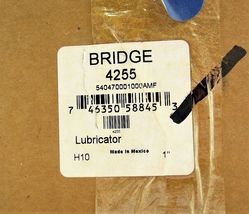 BRIDGE
4255
540470001000AMF
7 45350 58845 3
4255
Lubricator
Made in Mexico
H10 1"